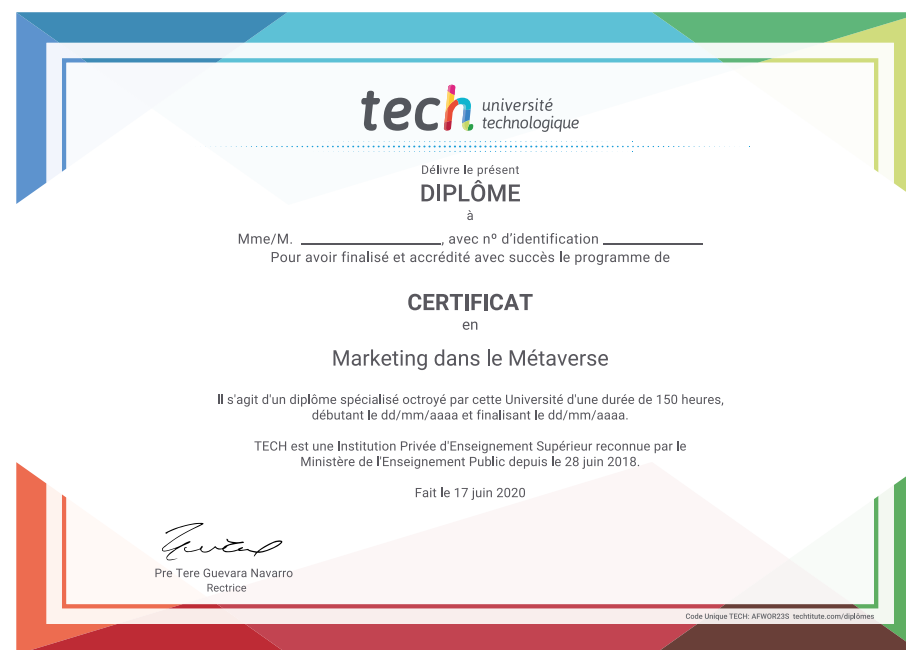 tech université
technologique
Délivre le présent
DIPLÔME
à
Mme/M. ____________________, avec nº d'identification ______________
Pour avoir finalisé et accrédité avec succès le programme de
CERTIFICAT
en
Marketing dans le Métaverse
Il s'agit d'un diplôme spécialisé octroyé par cette Université d'une durée de 150 heures,
débutant le dd/mm/aaaa et finalisant le dd/mm/aaaa.
TECH est une Institution Privée d'Enseignement Supérieur reconnue par le
Ministère de l'Enseignement Public depuis le 28 juin 2018.
Fait le 17 juin 2020
Pre Tere Guevara Navarro
Rectrice
Code Unique TECH: AFWOR23S techtitute.com/diplômes